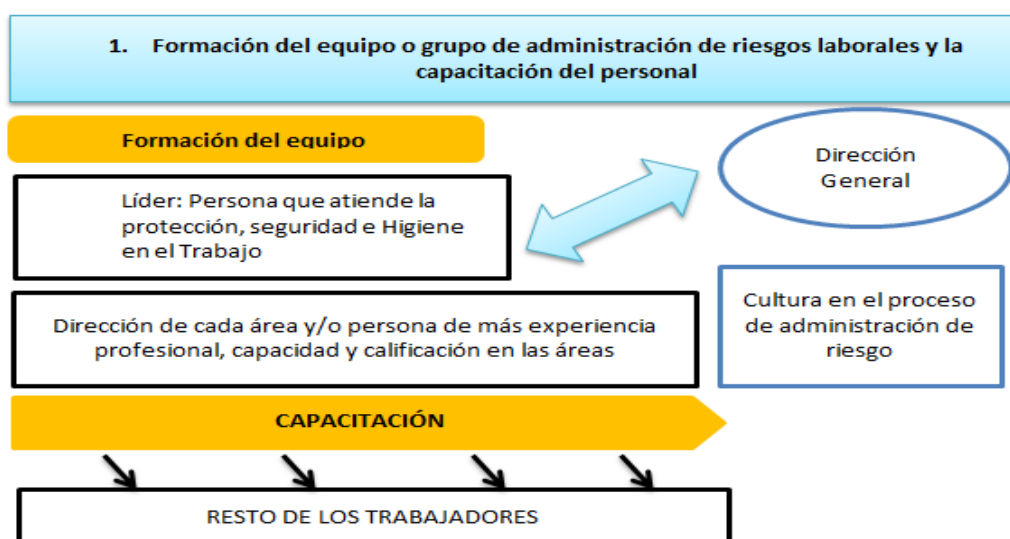 1. Formación del equipo o grupo de administración de riesgos laborales y la
capacitación del personal
Formación del equipo
Dirección
General
Líder: Persona que atiende la
protección, seguridad e Higiene
en el Trabajo
Dirección de cada área y/o persona de más experiencia
profesional, capacidad y calificación en las áreas
Cultura en el proceso
de administración de
riesgo
CAPACITACIÓN
RESTO DE LOS TRABAJADORES